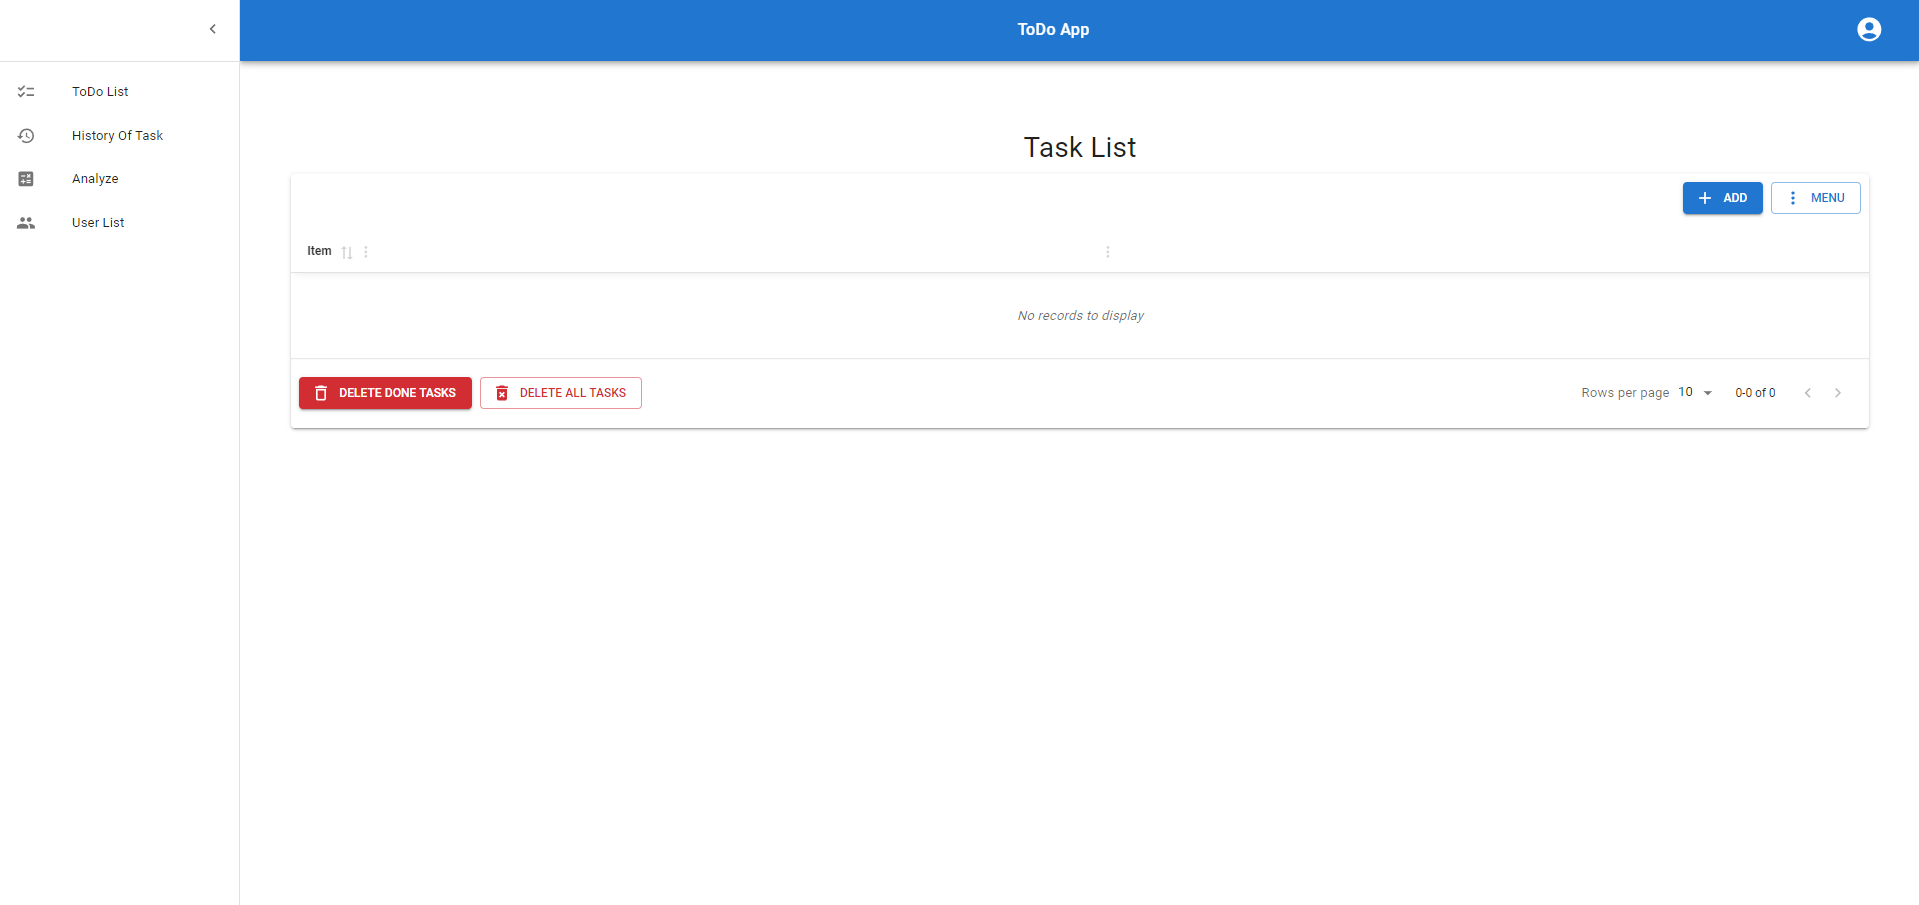 ToDo App
ToDo List
History Of Task
Analyze
User List
Task List
ADD
MENU
Item
No records to display
DELETE DONE TASKS
DELETE ALL TASKS
Rows per page 10
0-0 of 0